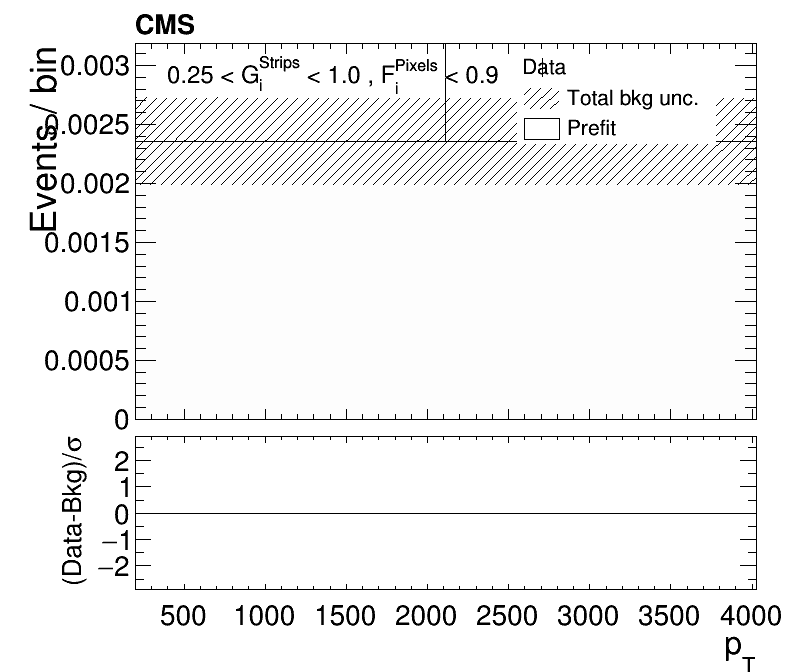 CMS
Events / bin
0.25 < G_i^Strips < 1.0 , F_i^Pixels < 0.9
Data
Total bkg unc.
Prefit
0.003
0.0025
0.002
0.0015
0.001
0.0005
0
(Data-Bkg)/σ
2
1
0
−1
−2
500 1000 1500 2000 2500 3000 3500 4000
p_T